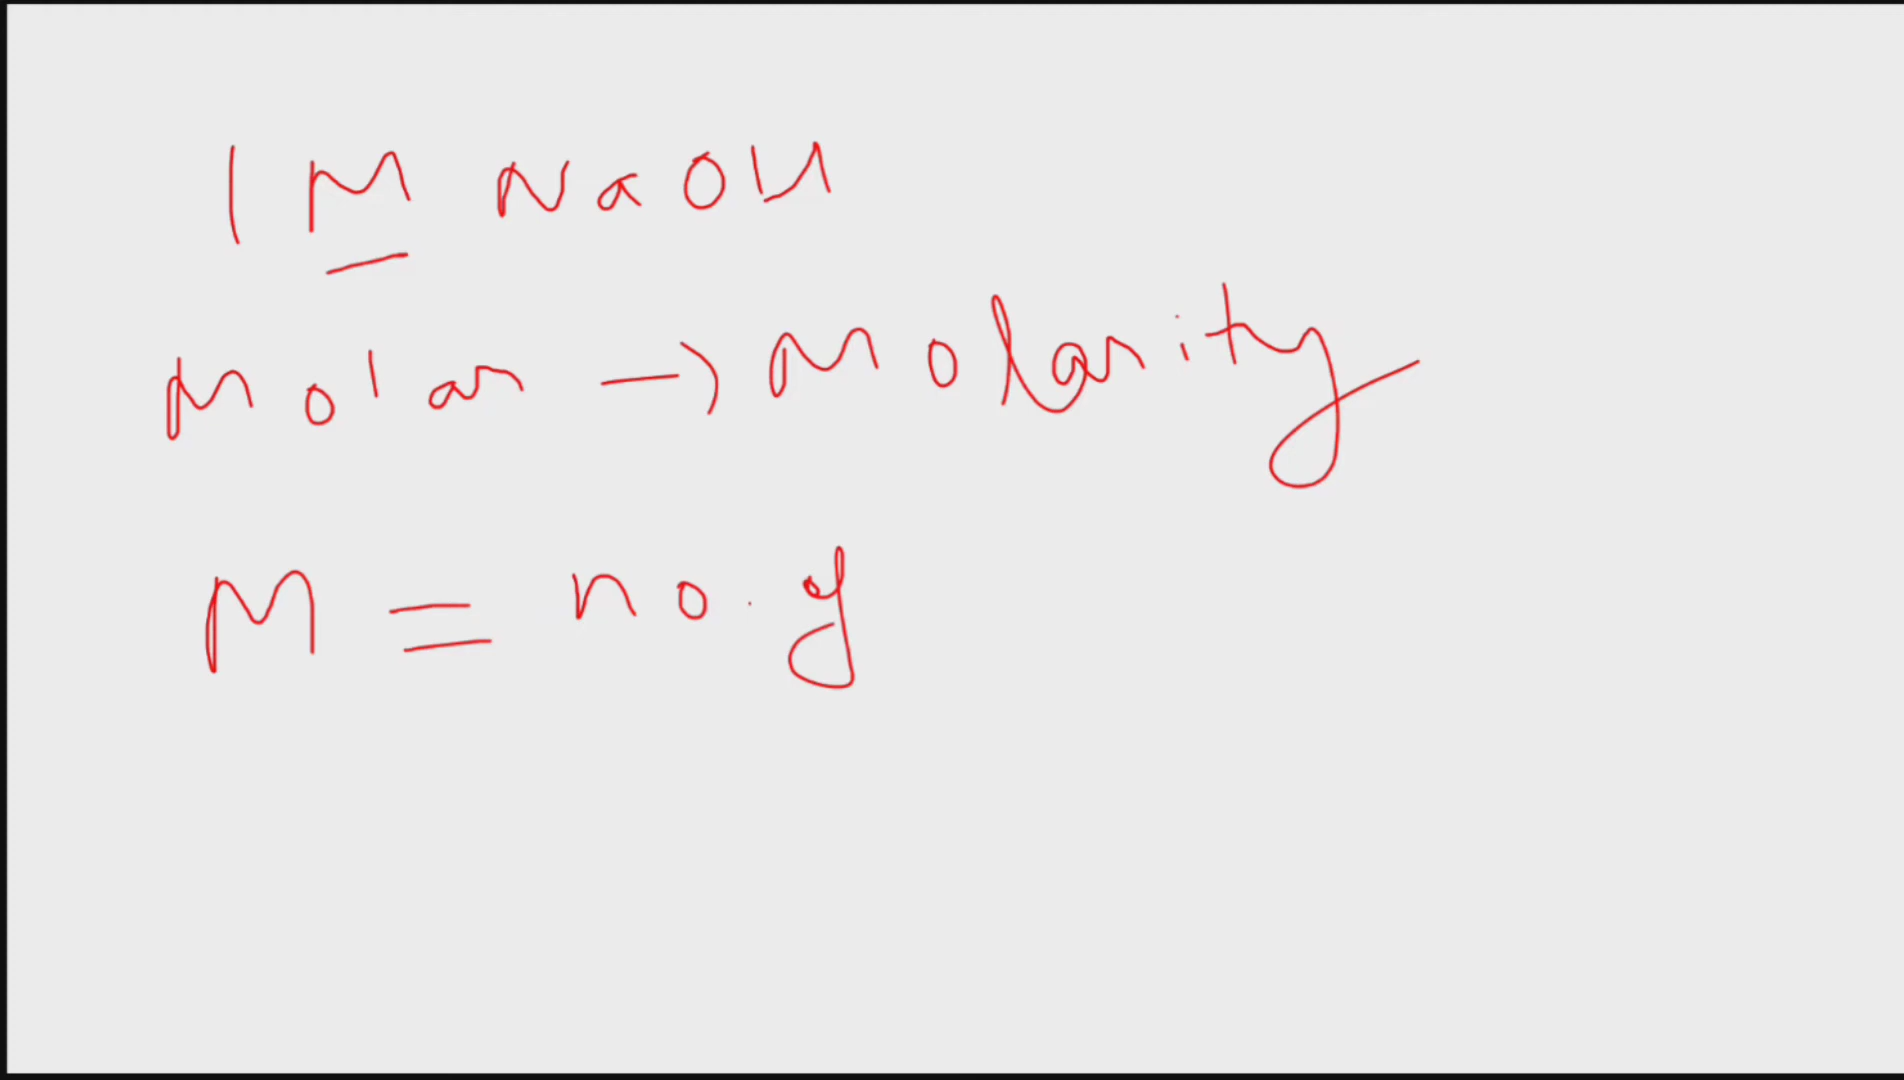 1 M NaOH
Molar → Molarity
M = no. of